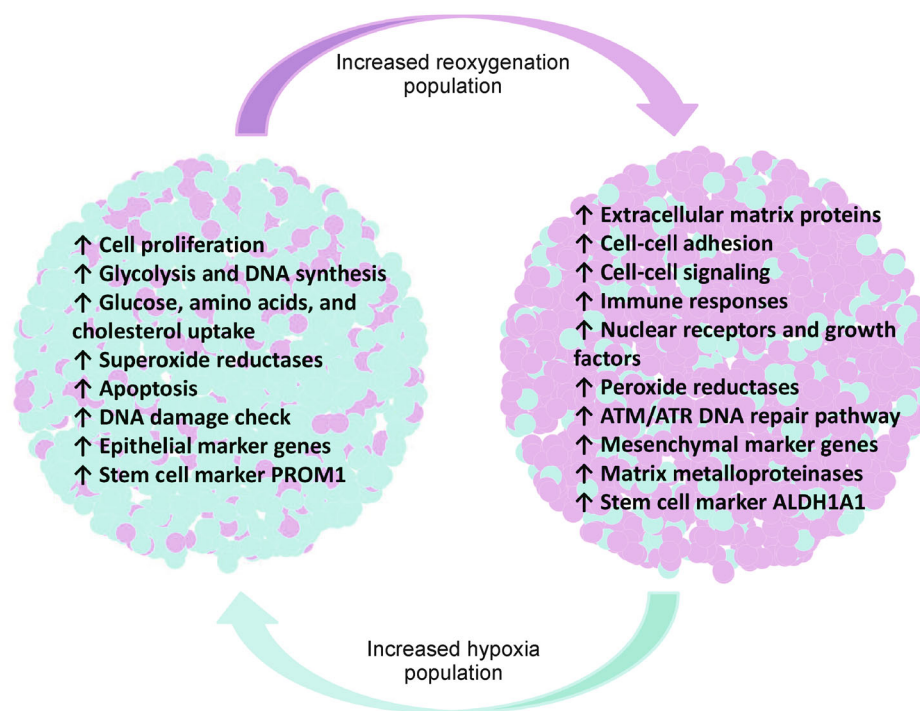 Increased reoxygenation
population
↑ Cell proliferation
↑ Glycolysis and DNA synthesis
↑ Glucose, amino acids, and
cholesterol uptake
↑ Superoxide reductases
↑ Apoptosis
↑ DNA damage check
↑ Epithelial marker genes
↑ Stem cell marker PROM1
↑ Extracellular matrix proteins
↑ Cell-cell adhesion
↑ Cell-cell signaling
↑ Immune responses
↑ Nuclear receptors and growth
factors
↑ Peroxide reductases
↑ ATM/ATR DNA repair pathway
↑ Mesenchymal marker genes
↑ Matrix metalloproteinases
↑ Stem cell marker ALDH1A1
Increased hypoxia
population